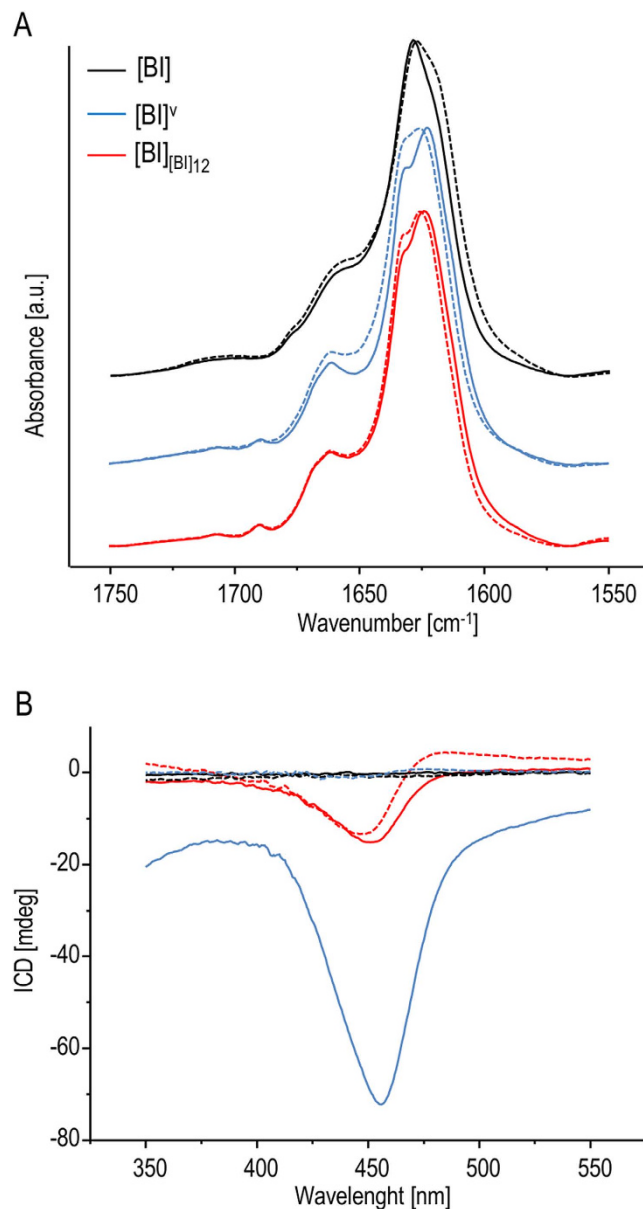 A
[BI]
[BI]ᵛ
[BI][BI]12
Absorbance [a.u.]
1750 1700 1650 1600 1550
Wavenumber [cm⁻¹]
B
0
-20
-40
-60
-80
ICD [mdeg]
350 400 450 500 550
Wavelenght [nm]